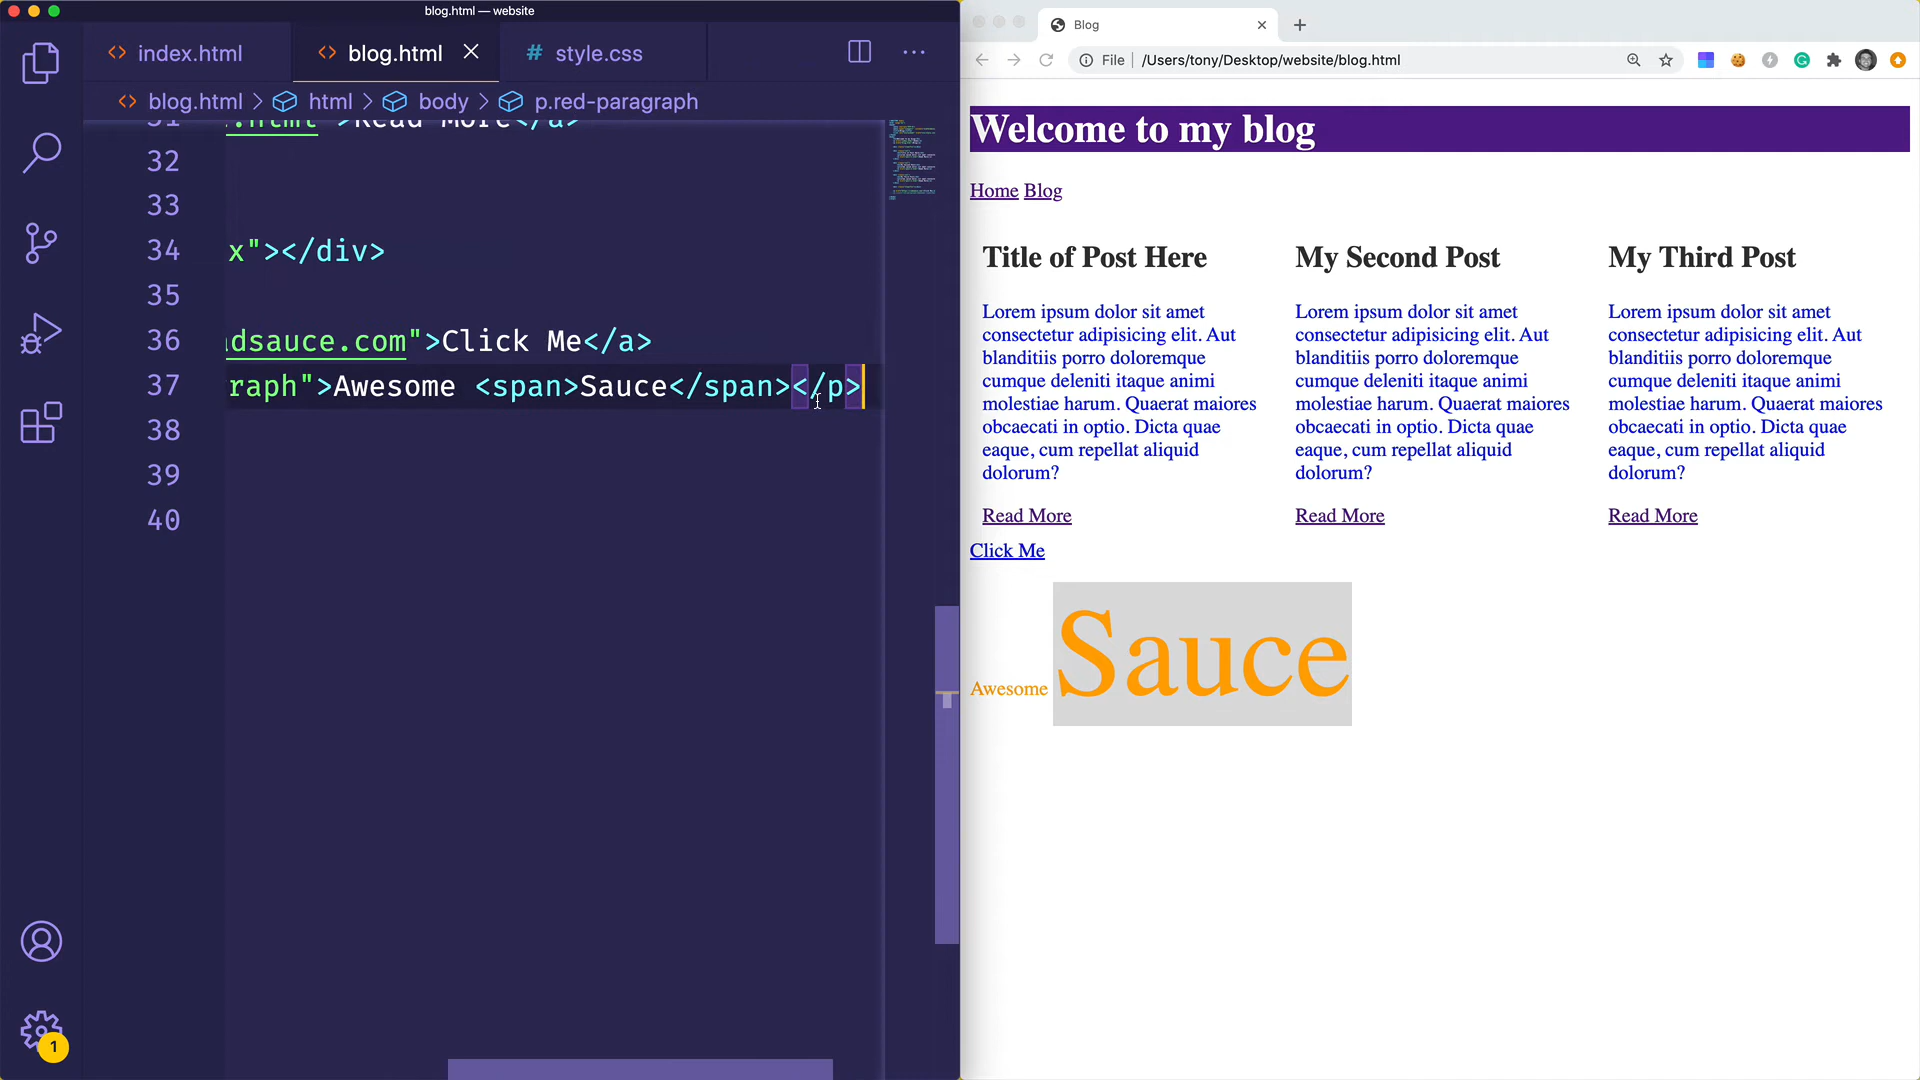 blog.html — website
index.html
blog.html
style.css
blog.html > html > body > p.red-paragraph
31 .html">Read More</a>
32
33
34 x"></div>
35
36 adsauce.com">Click Me</a>
37 raph">Awesome <span>Sauce</span></p>
38
39
40
1
Blog
File
/Users/tony/Desktop/website/blog.html
Welcome to my blog
Home Blog
Title of Post Here
Lorem ipsum dolor sit amet
consectetur adipisicing elit. Aut
blanditiis porro doloremque
cumque deleniti itaque animi
molestiae harum. Quaerat maiores
obcaecati in optio. Dicta quae
eaque, cum repellat aliquid
dolorum?
Read More
My Second Post
Lorem ipsum dolor sit amet
consectetur adipisicing elit. Aut
blanditiis porro doloremque
cumque deleniti itaque animi
molestiae harum. Quaerat maiores
obcaecati in optio. Dicta quae
eaque, cum repellat aliquid
dolorum?
Read More
My Third Post
Lorem ipsum dolor sit amet
consectetur adipisicing elit. Aut
blanditiis porro doloremque
cumque deleniti itaque animi
molestiae harum. Quaerat maiores
obcaecati in optio. Dicta quae
eaque, cum repellat aliquid
dolorum?
Read More
Click Me
Awesome Sauce